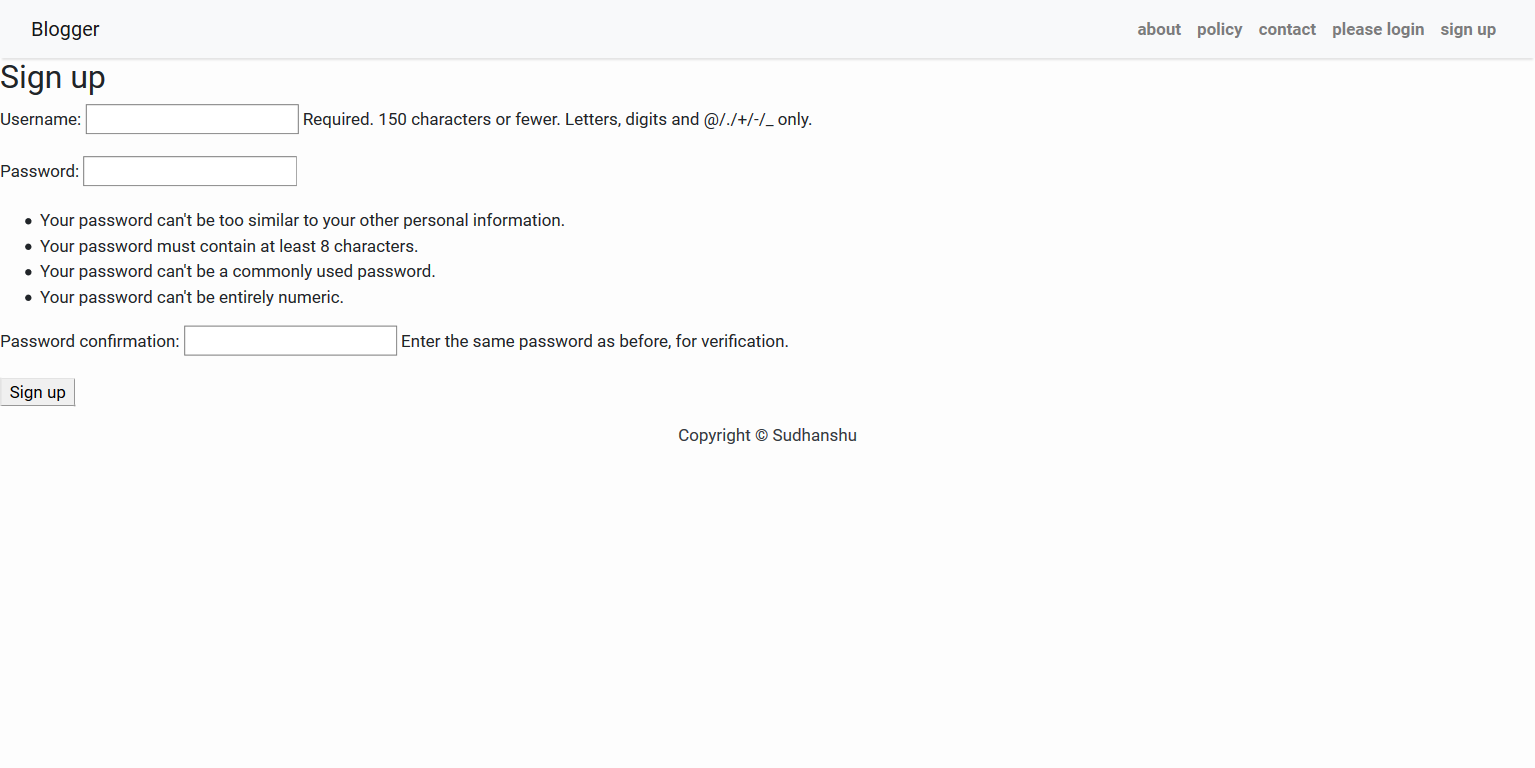 Blogger about policy contact please login sign up
Sign up
Username: Required. 150 characters or fewer. Letters, digits and @/./+/-/_ only.
Password:
Your password can't be too similar to your other personal information.
Your password must contain at least 8 characters.
Your password can't be a commonly used password.
Your password can't be entirely numeric.
Password confirmation: Enter the same password as before, for verification.
Sign up
Copyright © Sudhanshu